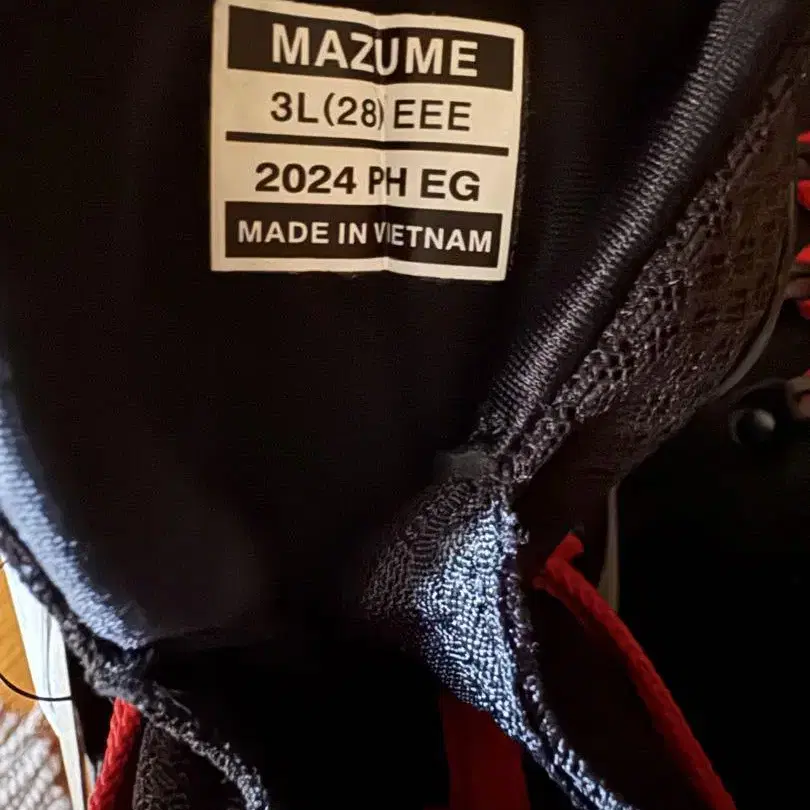 MAZUME
3L(28) EEE
2024 PH EG
MADE IN VIETNAM